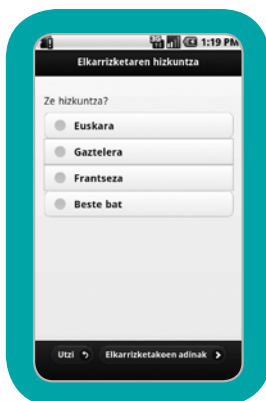 1:19 PM
Elkarrizketaren hizkuntza
Ze hizkuntza?
Euskara
Gaztelera
Frantseza
Beste bat
Utzi Elkarrizketakoen adinak